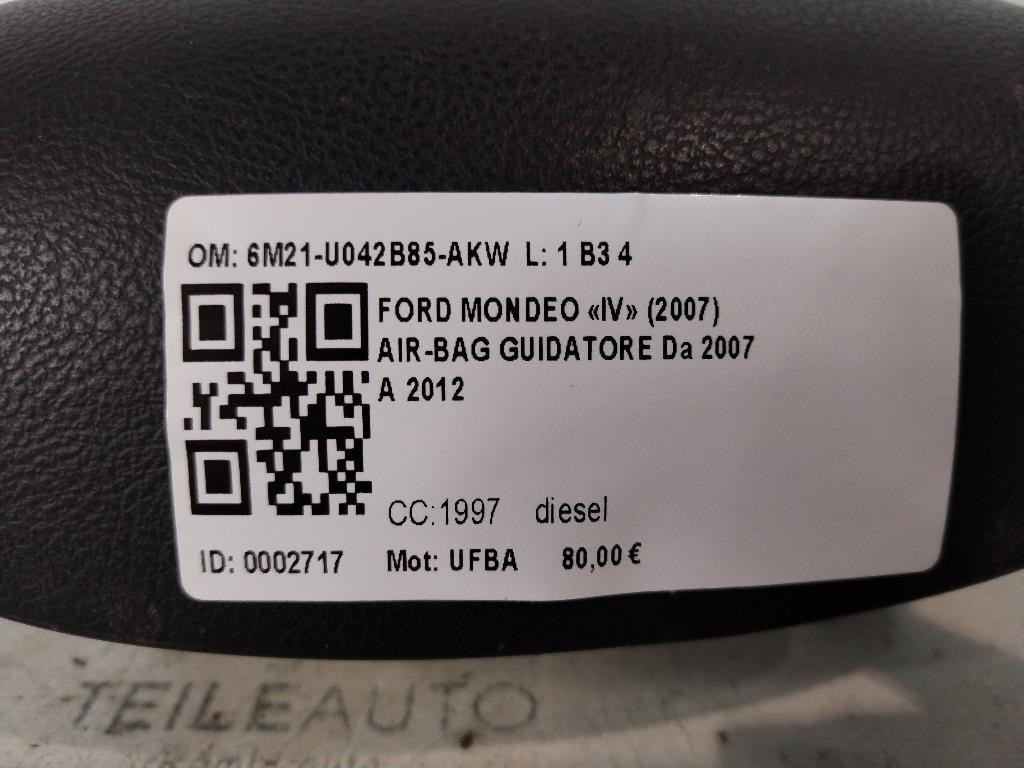 OM: 6M21-U042B85-AKW L: 1 B3 4
FORD MONDEO «IV» (2007)
AIR-BAG GUIDATORE Da 2007
A 2012
CC:1997 diesel
ID: 0002717 Mot: UFBA 80,00 €
TEILEAUTO